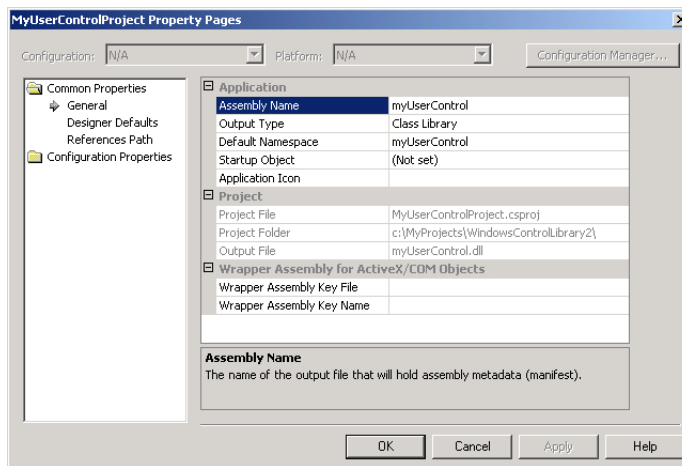 MyUserControlProject Property Pages
Configuration: N/A Platform: N/A Configuration Manager...
Common Properties
General
Designer Defaults
References Path
Configuration Properties
Application
Assembly Name myUserControl
Output Type Class Library
Default Namespace myUserControl
Startup Object (Not set)
Application Icon
Project
Project File MyUserControlProject.csproj
Project Folder c:\MyProjects\WindowsControlLibrary2\
Output File myUserControl.dll
Wrapper Assembly for ActiveX/COM Objects
Wrapper Assembly Key File
Wrapper Assembly Key Name
Assembly Name
The name of the output file that will hold assembly metadata (manifest).
OK Cancel Apply Help